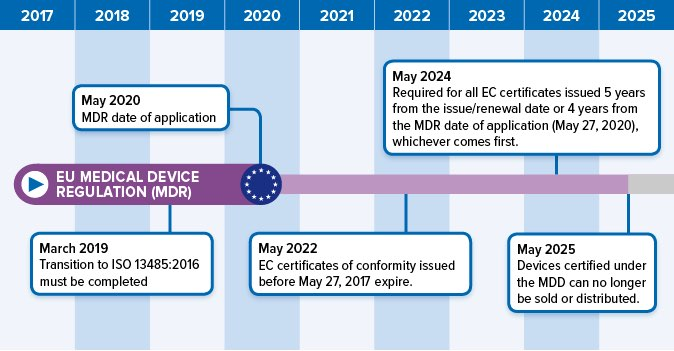 2017 2018 2019 2020 2021 2022 2023 2024 2025
May 2024
Required for all EC certificates issued 5 years
from the issue/renewal date or 4 years from
the MDR date of application (May 27, 2020),
whichever comes first.
May 2020
MDR date of application
EU MEDICAL DEVICE
REGULATION (MDR)
March 2019
Transition to ISO 13485:2016
must be completed
May 2022
EC certificates of conformity issued
before May 27, 2017 expire.
May 2025
Devices certified under
the MDD can no longer
be sold or distributed.